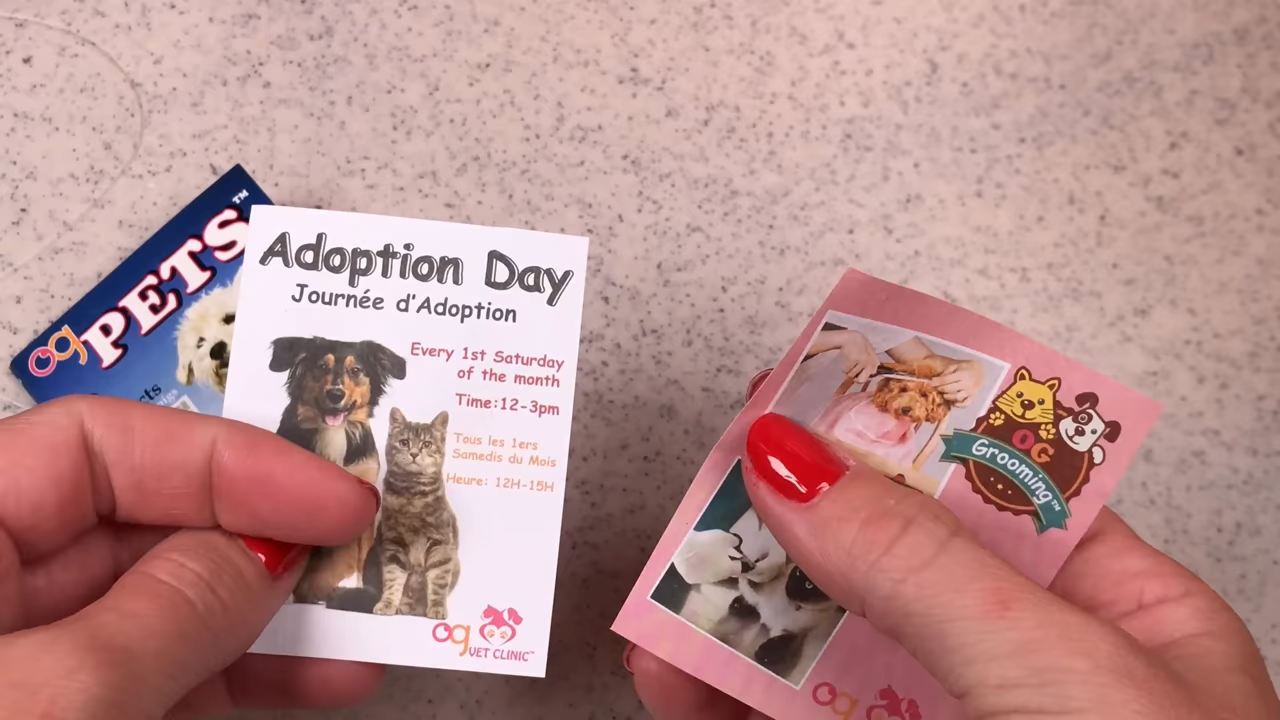 og PETS™
Adoption Day
Journée d'Adoption
Every 1st Saturday
of the month
Time:12-3pm
Tous les 1ers
Samedis du Mois
Heure: 12H-15H
og VET CLINIC™
OG
Grooming™
og